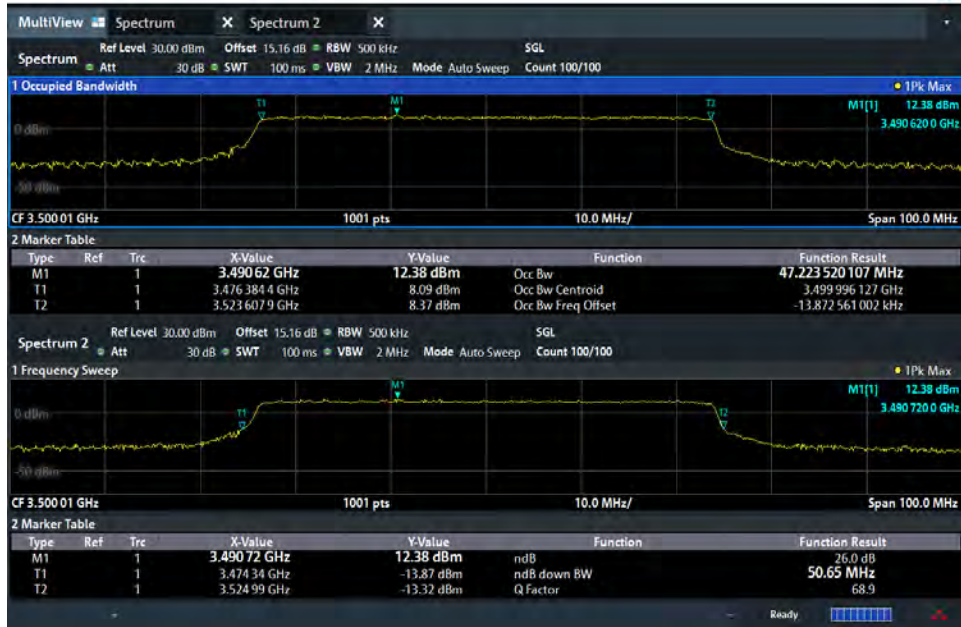 MultiView Spectrum X Spectrum 2 X
Ref Level 30.00 dBm Offset 15.16 dB RBW 500 kHz SGL
Spectrum Att 30 dB SWT 100 ms VBW 2 MHz Mode Auto Sweep Count 100/100
1 Occupied Bandwidth 1Pk Max
T1 M1 T2 M1[1] 12.38 dBm
0 dBm 3.490 620 0 GHz
-50 dBm
CF 3.500 01 GHz 1001 pts 10.0 MHz/ Span 100.0 MHz
2 Marker Table
Type Ref Trc X-Value Y-Value Function Function Result
M1 1 3.490 62 GHz 12.38 dBm Occ Bw 47.223 520 107 MHz
T1 1 3.476 384 4 GHz 8.09 dBm Occ Bw Centroid 3.499 996 127 GHz
T2 1 3.523 607 9 GHz 8.37 dBm Occ Bw Freq Offset -13.872 561 002 kHz
Ref Level 30.00 dBm Offset 15.16 dB RBW 500 kHz SGL
Spectrum 2 Att 30 dB SWT 100 ms VBW 2 MHz Mode Auto Sweep Count 100/100
1 Frequency Sweep 1Pk Max
M1 M1[1] 12.38 dBm
0 dBm T1 T2 3.490 720 0 GHz
-50 dBm
CF 3.500 01 GHz 1001 pts 10.0 MHz/ Span 100.0 MHz
2 Marker Table
Type Ref Trc X-Value Y-Value Function Function Result
M1 1 3.490 72 GHz 12.38 dBm ndB 26.0 dB
T1 1 3.474 34 GHz -13.87 dBm ndB down BW 50.65 MHz
T2 1 3.524 99 GHz -13.32 dBm Q Factor 68.9
Ready